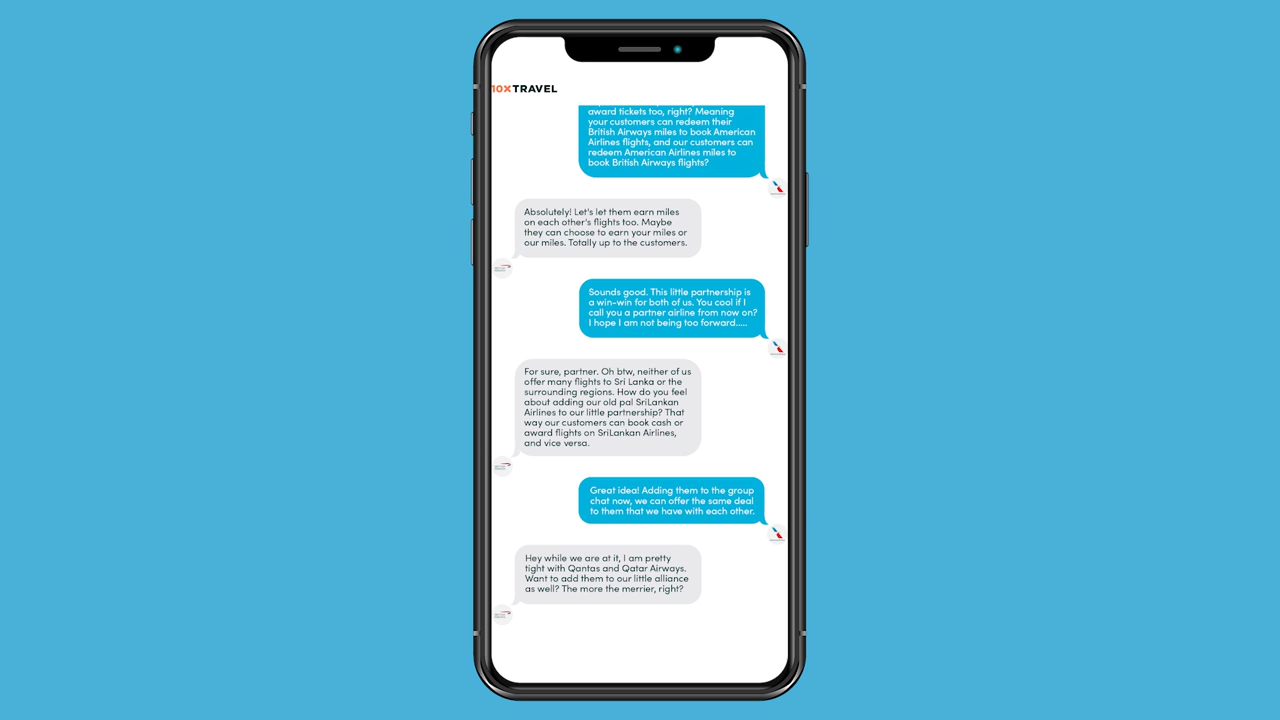 10XTRAVEL
award tickets too, right? Meaning
your customers can redeem their
British Airways miles to book American
Airlines flights, and our customers can
redeem American Airlines miles to
book British Airways flights?
Absolutely! Let's let them earn miles
on each other's flights too. Maybe
they can choose to earn your miles or
our miles. Totally up to the customers.
Sounds good. This little partnership is
a win-win for both of us. You cool if I
call you a partner airline from now on?
I hope I am not being too forward.....
For sure, partner. Oh btw, neither of us
offer many flights to Sri Lanka or the
surrounding regions. How do you feel
about adding our old pal SriLankan
Airlines to our little partnership? That
way our customers can book cash or
award flights on SriLankan Airlines,
and vice versa.
Great idea! Adding them to the group
chat now, we can offer the same deal
to them that we have with each other.
Hey while we are at it, I am pretty
tight with Qantas and Qatar Airways.
Want to add them to our little alliance
as well? The more the merrier, right?